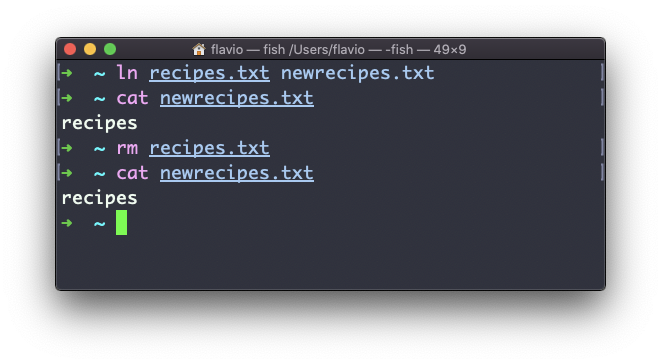 flavio — fish /Users/flavio — -fish — 49×9
[➜ ~ ln recipes.txt newrecipes.txt ]
[➜ ~ cat newrecipes.txt ]
recipes
[➜ ~ rm recipes.txt ]
[➜ ~ cat newrecipes.txt ]
recipes
➜ ~